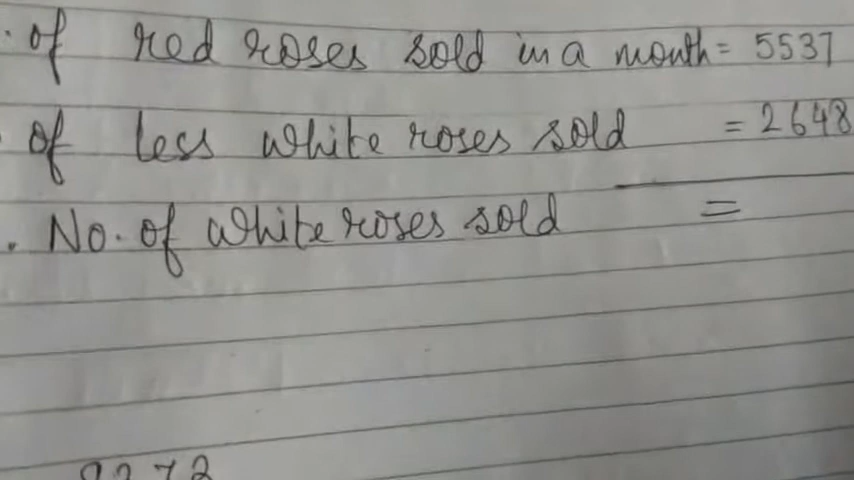 . of red roses sold in a month = 5537
. of less white roses sold = 2648
. No. of white roses sold =